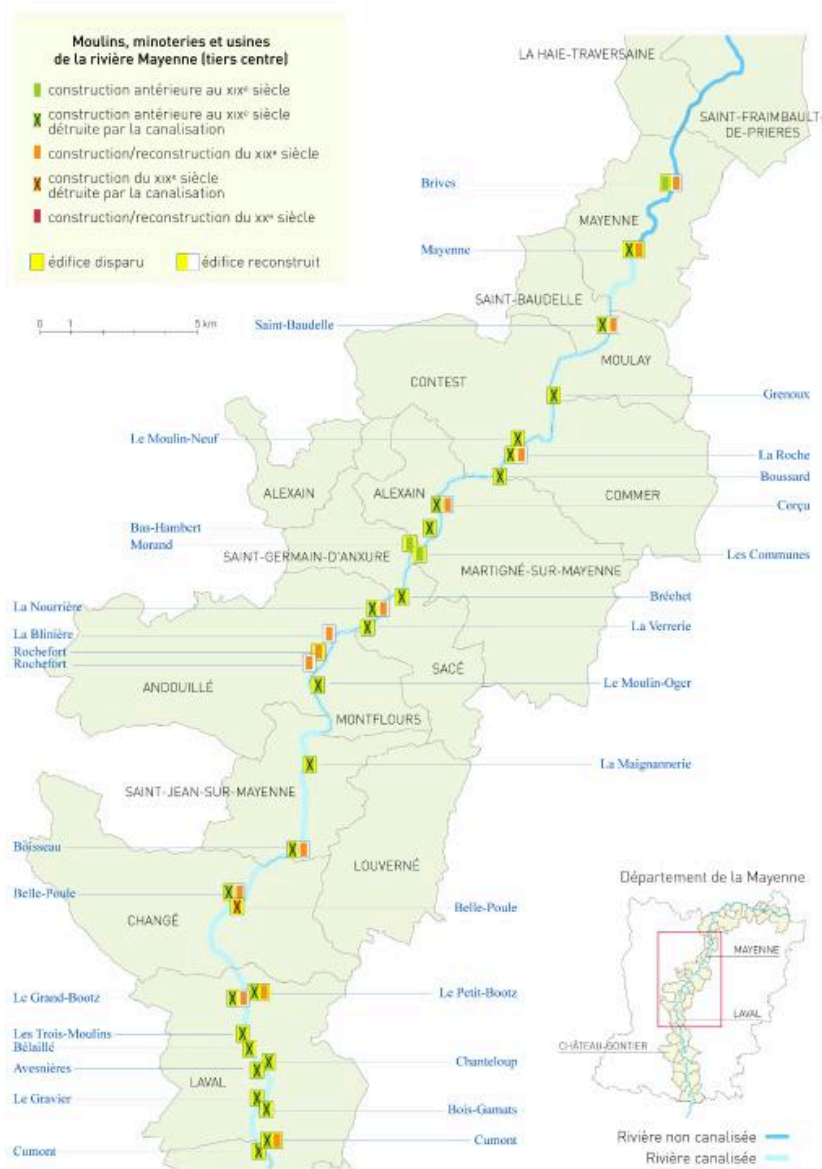 Moulins, minoteries et usines
de la rivière Mayenne (tiers centre)
construction antérieure au XIXᵉ siècle
construction antérieure au XIXᵉ siècle
détruite par la canalisation
construction/reconstruction du XIXᵉ siècle
construction du XIXᵉ siècle
détruite par la canalisation
construction/reconstruction du XXᵉ siècle
édifice disparu
édifice reconstruit
0 1 5 km
LA HAIE-TRAVERSAINE
SAINT-FRAIMBAULT-
DE-PRIERES
Brives
MAYENNE
Mayenne
SAINT-BAUDELLE
Saint-Baudelle
MOULAY
CONTEST
Grenoux
Le Moulin-Neuf
La Roche
Boussard
ALEXAIN
ALEXAIN
COMMER
Corçu
Bas-Hambert
Morand
SAINT-GERMAIN-D'ANXURE
Les Communes
MARTIGNÉ-SUR-MAYENNE
Bréchet
La Nourrière
La Verrerie
La Blinière
Rochefort
Rochefort
SACÉ
ANDOUILLÉ
Le Moulin-Oger
MONTFLOURS
La Maignannerie
SAINT-JEAN-SUR-MAYENNE
Böisseau
LOUVERNÉ
Belle-Poule
Belle-Poule
CHANGÉ
Le Grand-Bootz
Le Petit-Bootz
Les Trois-Moulins
Bélaillé
Chanteloup
Avesnières
LAVAL
Le Gravier
Bois-Gamats
Cumont
Cumont
Département de la Mayenne
MAYENNE
LAVAL
CHÂTEAU-GONTIER
Rivière non canalisée
Rivière canalisée